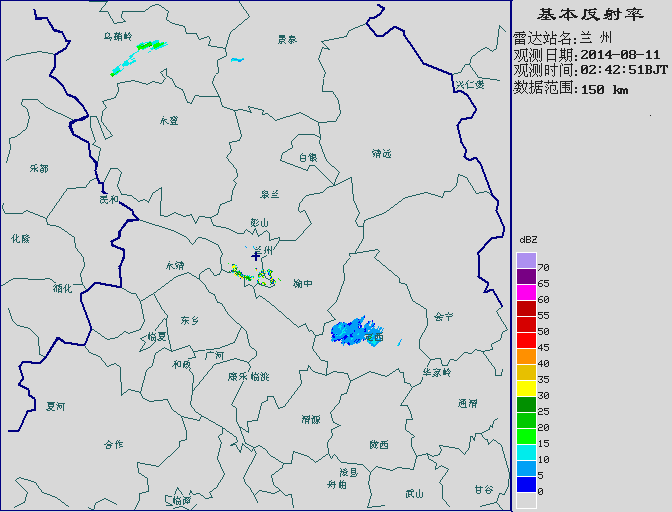 基本反射率
雷达站名:兰 州
观测日期:2014-08-11
观测时间:02:42:51BJT
数据范围:150 km
乌鞘岭
景泰
兴仁堡
永登
白银
靖远
乐都
皋兰
民和
彭山
化隆
兰州
永靖
榆中
东乡
会宁
临夏
定西
广河
和政
康乐
临洮
华家岭
夏河
渭源
通渭
合作
陇西
漳县
岷县
武山
甘谷
临潭
dBZ
70
65
60
55
50
45
40
35
30
25
20
15
10
5
0